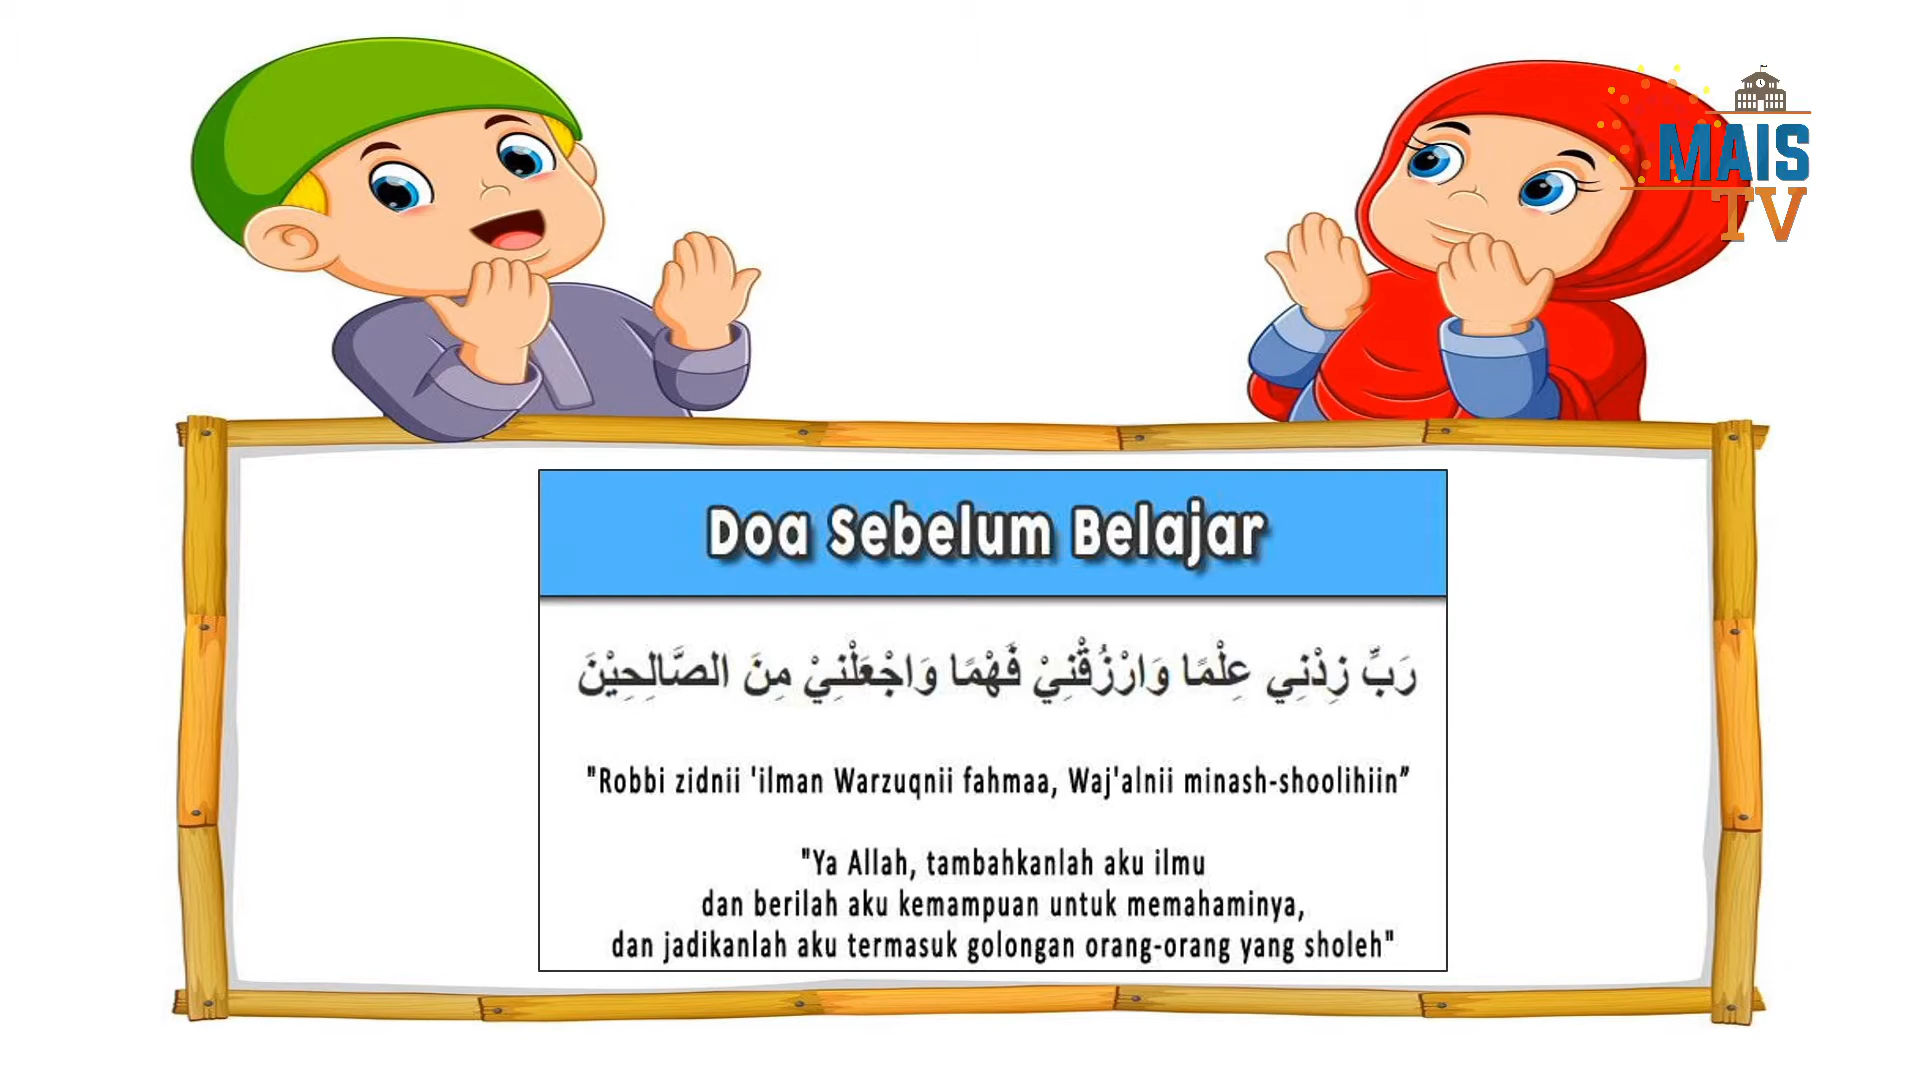 MAIS
TV
Doa Sebelum Belajar
رَبِّ زِدْنِي عِلْمًا وَارْزُقْنِيْ فَهْمًا وَاجْعَلْنِيْ مِنَ الصَّالِحِيْنَ
"Robbi zidnii 'ilman Warzuqnii fahmaa, Waj'alnii minash-shoolihiin”
"Ya Allah, tambahkanlah aku ilmu
dan berilah aku kemampuan untuk memahaminya,
dan jadikanlah aku termasuk golongan orang-orang yang sholeh"